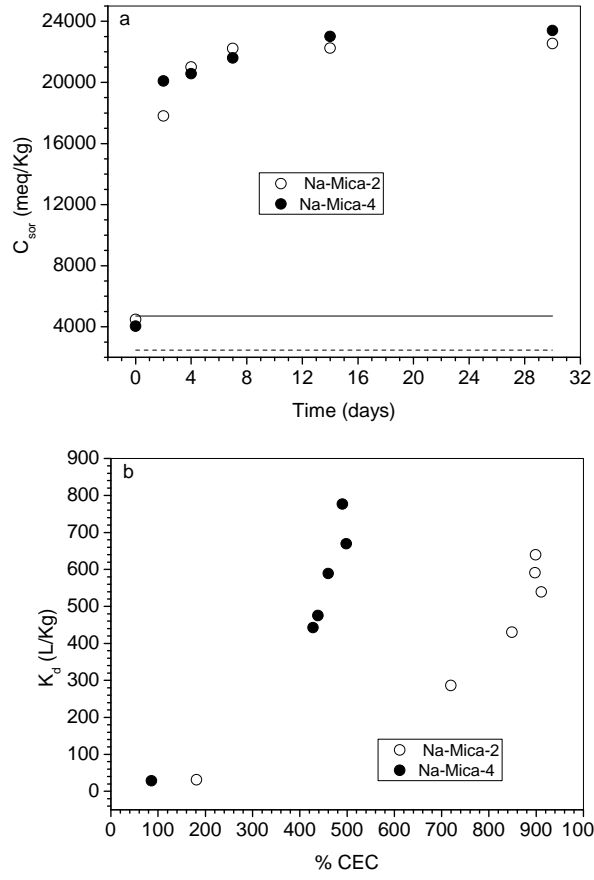 a
24000
20000
16000
12000
8000
4000
C_sor (meq/Kg)
Na-Mica-2
Na-Mica-4
0 4 8 12 16 20 24 28 32
Time (days)
b
900
800
700
600
500
400
300
200
100
0
K_d (L/Kg)
Na-Mica-2
Na-Mica-4
0 100 200 300 400 500 600 700 800 900 100
% CEC